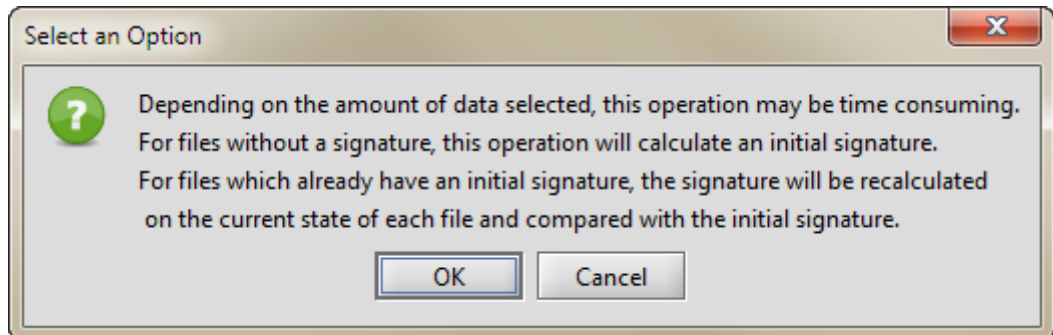 Select an Option
Depending on the amount of data selected, this operation may be time consuming.
For files without a signature, this operation will calculate an initial signature.
For files which already have an initial signature, the signature will be recalculated
on the current state of each file and compared with the initial signature.
OK
Cancel